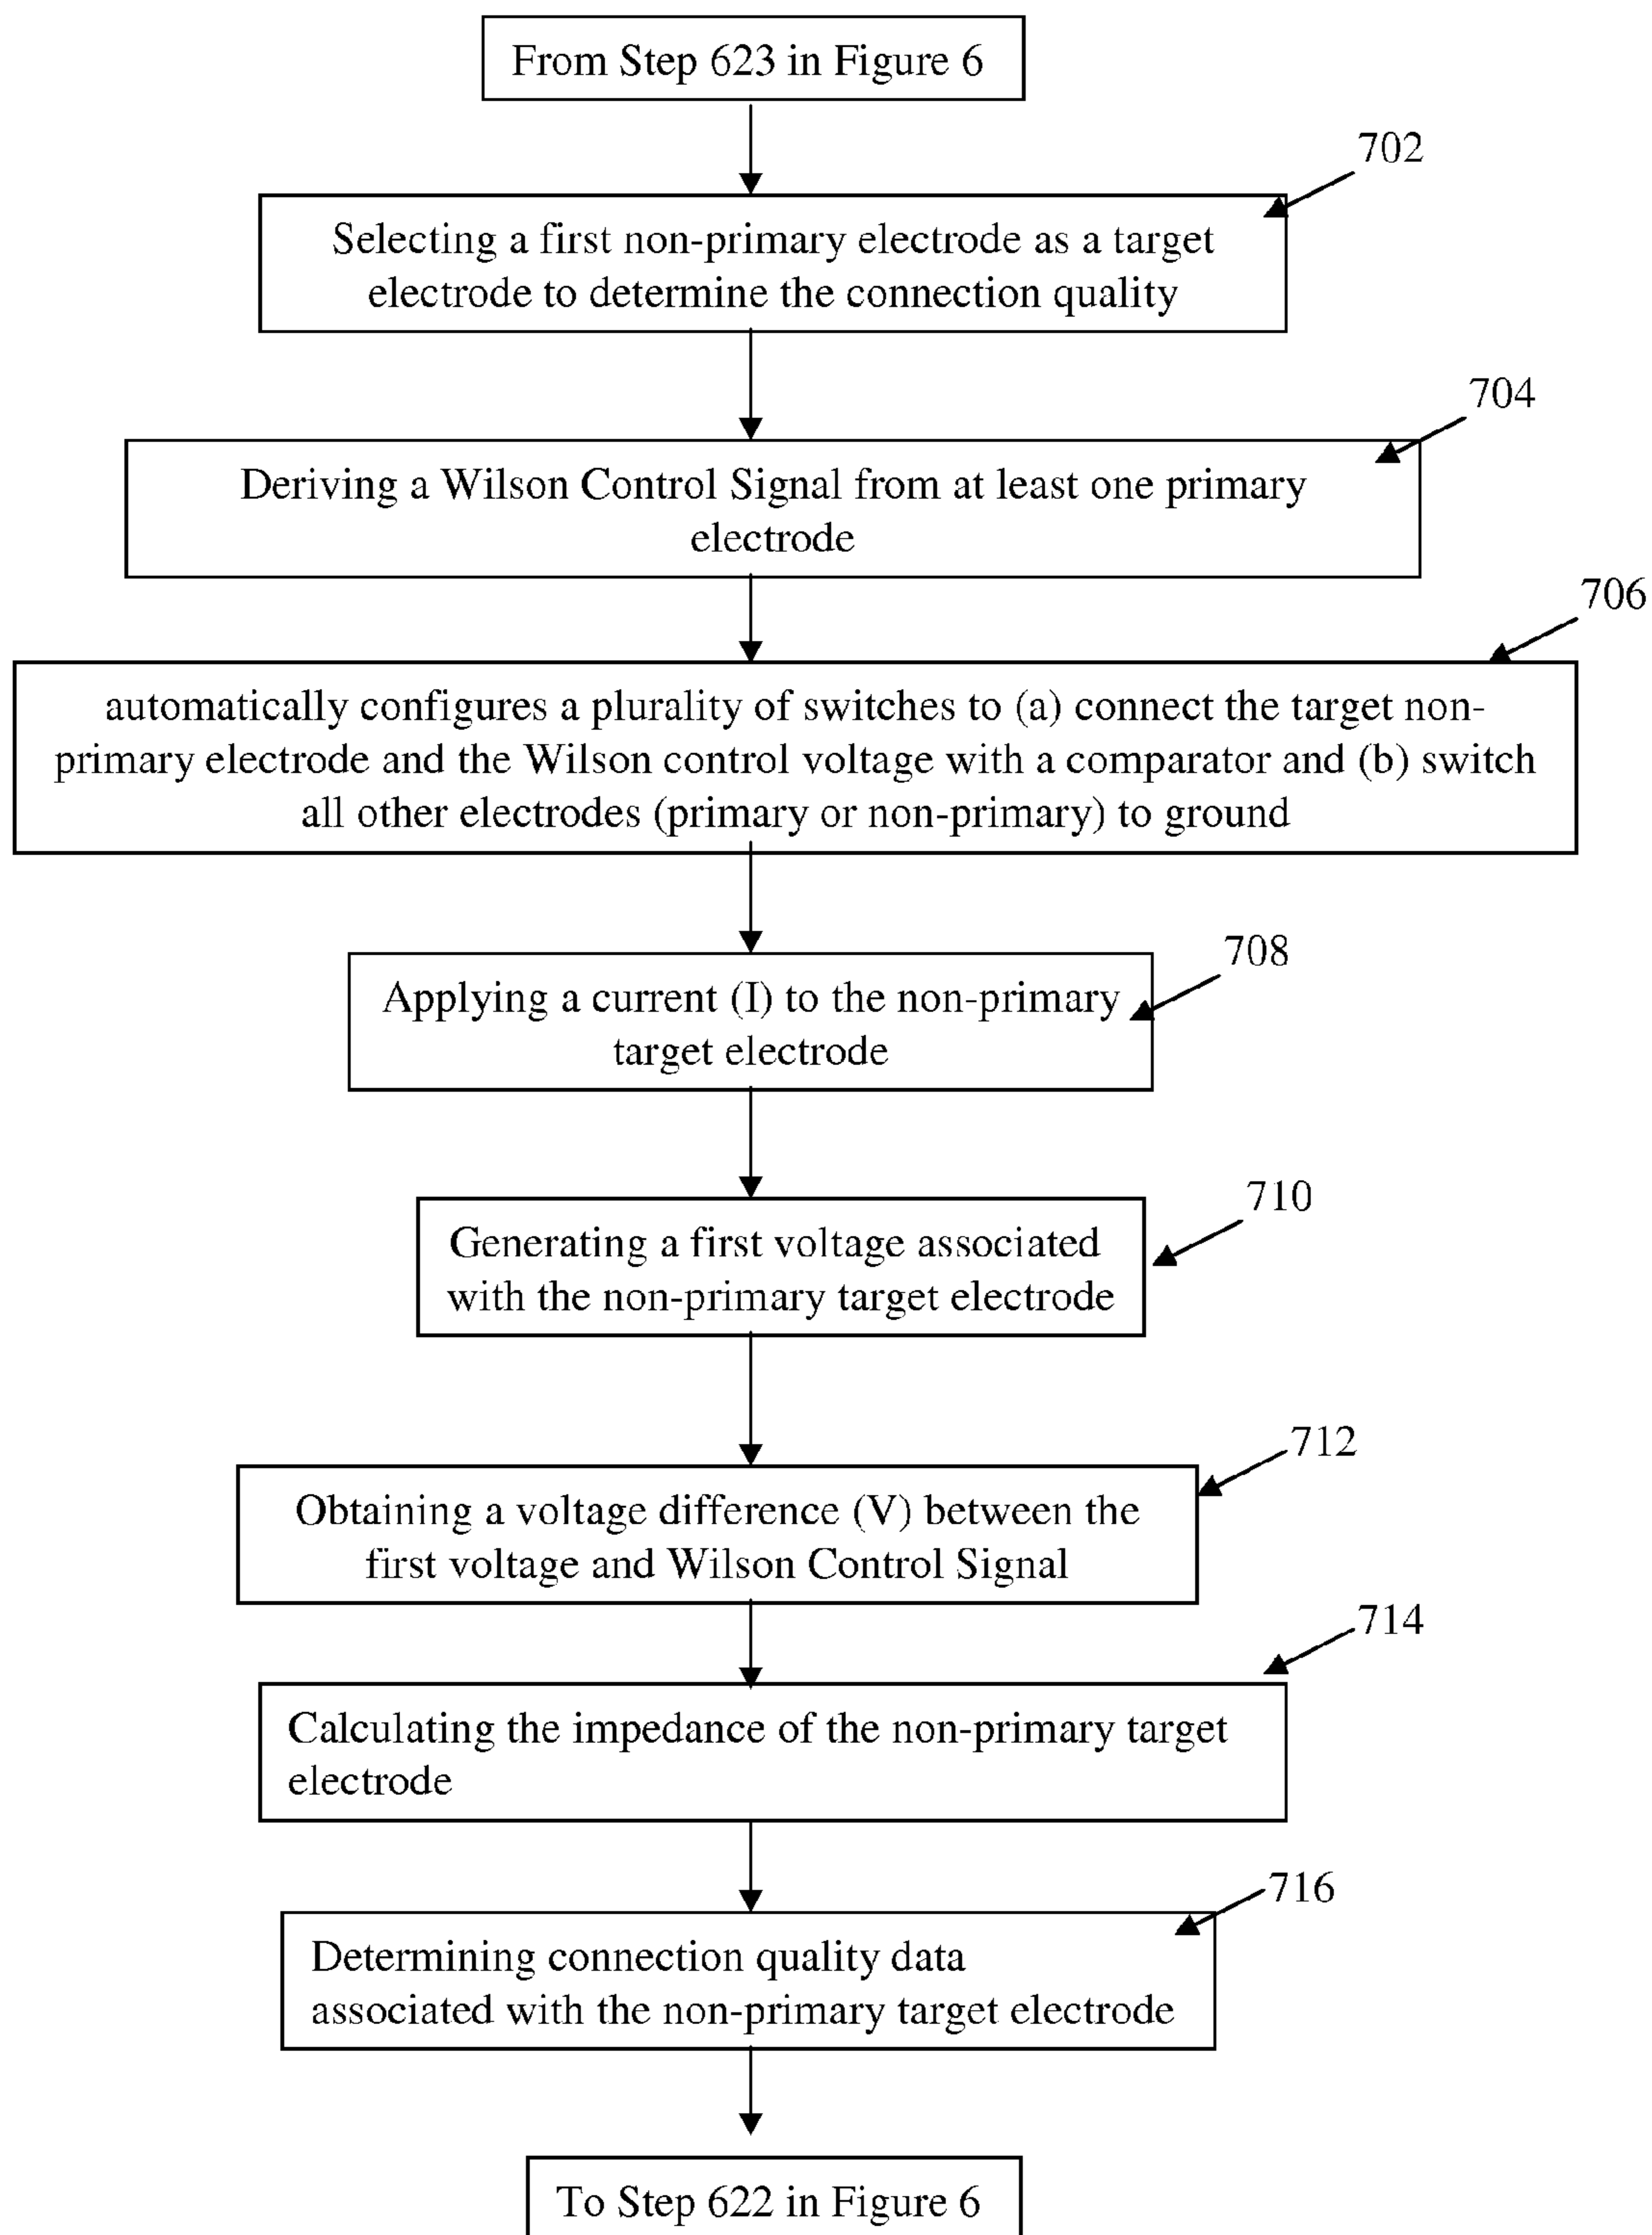 From Step 623 in Figure 6
702
Selecting a first non-primary electrode as a target
electrode to determine the connection quality
704
Deriving a Wilson Control Signal from at least one primary
electrode
706
automatically configures a plurality of switches to (a) connect the target non-
primary electrode and the Wilson control voltage with a comparator and (b) switch
all other electrodes (primary or non-primary) to ground
708
Applying a current (I) to the non-primary
target electrode
710
Generating a first voltage associated
with the non-primary target electrode
712
Obtaining a voltage difference (V) between the
first voltage and Wilson Control Signal
714
Calculating the impedance of the non-primary target
electrode
716
Determining connection quality data
associated with the non-primary target electrode
To Step 622 in Figure 6